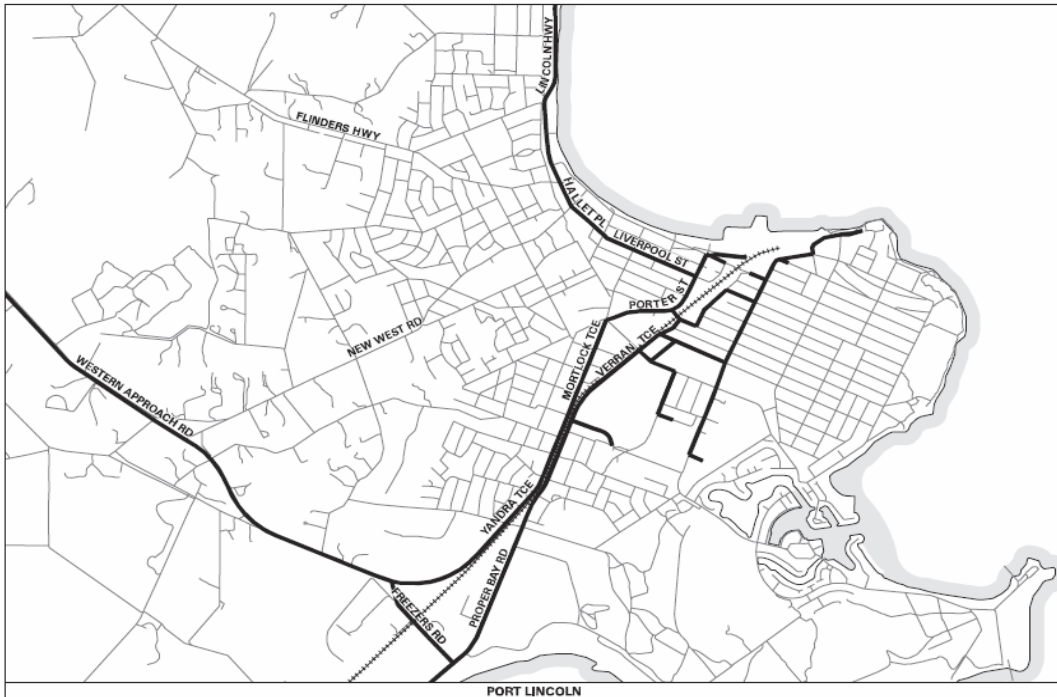 LINCOLN HWY
FLINDERS HWY
HALLET PL
LIVERPOOL ST
PORTER ST
NEW WEST RD
MORTLOCK TCE
VERRAN TCE
WESTERN APPROACH RD
YANDRA TCE
PROPER BAY RD
FREEZERS RD
PORT LINCOLN